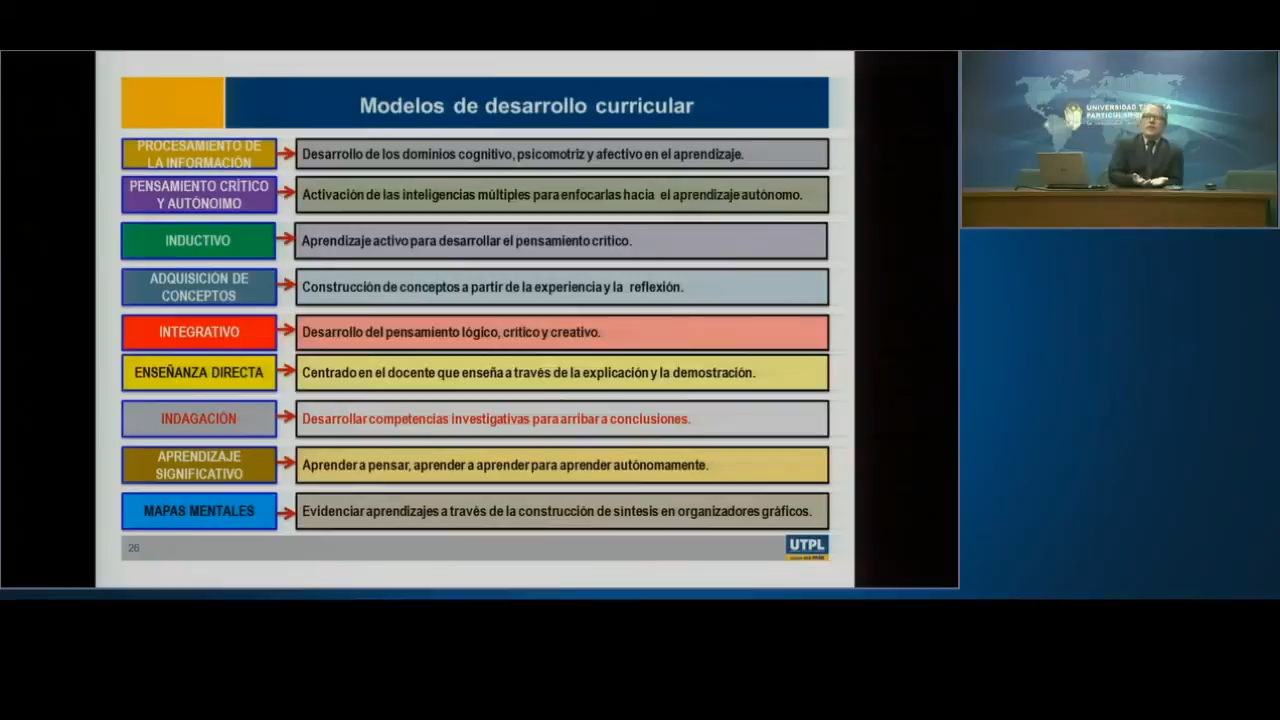 Modelos de desarrollo curricular
PROCESAMIENTO DE
LA INFORMACIÓN
Desarrollo de los dominios cognitivo, psicomotriz y afectivo en el aprendizaje.
PENSAMIENTO CRÍTICO
Y AUTÓNOIMO
Activación de las inteligencias múltiples para enfocarlas hacia el aprendizaje autónomo.
INDUCTIVO
Aprendizaje activo para desarrollar el pensamiento crítico.
ADQUISICIÓN DE
CONCEPTOS
Construcción de conceptos a partir de la experiencia y la reflexión.
INTEGRATIVO
Desarrollo del pensamiento lógico, crítico y creativo.
ENSEÑANZA DIRECTA
Centrado en el docente que enseña a través de la explicación y la demostración.
INDAGACIÓN
Desarrollar competencias investigativas para arribar a conclusiones.
APRENDIZAJE
SIGNIFICATIVO
Aprender a pensar, aprender a aprender para aprender autónomamente.
MAPAS MENTALES
Evidenciar aprendizajes a través de la construcción de síntesis en organizadores gráficos.
26
UTPL
UNIVERSIDAD
PARTICULAR